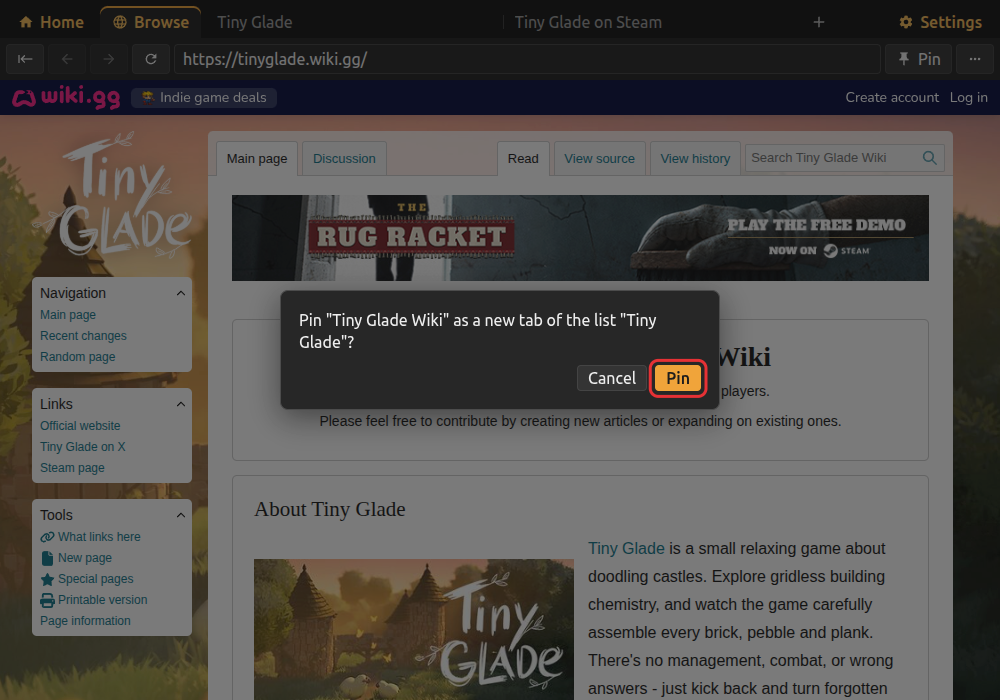 Home
Browse
Tiny Glade
Tiny Glade on Steam
+
Settings
https://tinyglade.wiki.gg/
Pin
...
wiki.gg
Indie game deals
Create account
Log in
Tiny
Glade
Main page
Discussion
Read
View source
View history
Search Tiny Glade Wiki
THE
RUG RACKET
PLAY THE FREE DEMO
NOW ON STEAM
Navigation
Main page
Recent changes
Random page
Links
Official website
Tiny Glade on X
Steam page
Tools
What links here
New page
Special pages
Printable version
Page information
Pin "Tiny Glade Wiki" as a new tab of the list "Tiny
Glade"?
Cancel
Pin
Wiki
players.
Please feel free to contribute by creating new articles or expanding on existing ones.
About Tiny Glade
Tiny
Glade
Tiny Glade is a small relaxing game about
doodling castles. Explore gridless building
chemistry, and watch the game carefully
assemble every brick, pebble and plank.
There's no management, combat, or wrong
answers - just kick back and turn forgotten